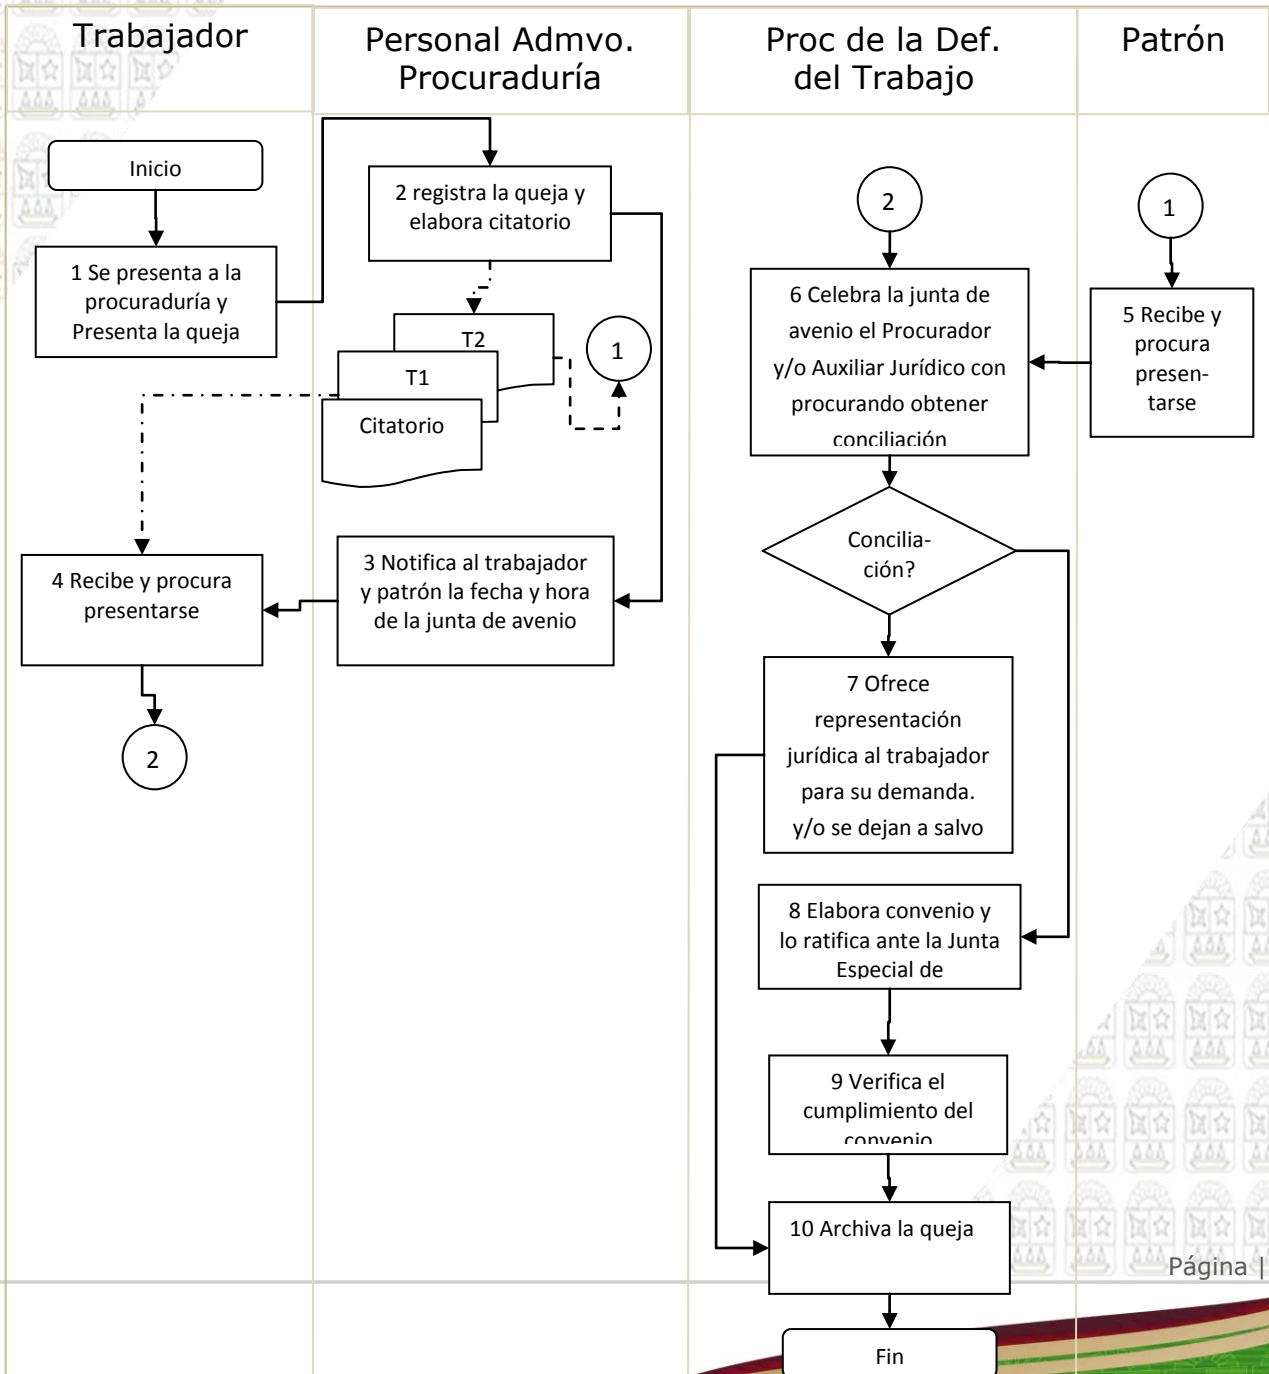 Trabajador
Personal Admvo.
Procuraduría
Proc de la Def.
del Trabajo
Patrón
Inicio
1 Se presenta a la
procuraduría y
Presenta la queja
2 registra la queja y
elabora citatorio
T2
T1
Citatorio
1
3 Notifica al trabajador
y patrón la fecha y hora
de la junta de avenio
4 Recibe y procura
presentarse
2
2
6 Celebra la junta de
avenio el Procurador
y/o Auxiliar Jurídico con
procurando obtener
conciliación
1
5 Recibe y
procura
presen-
tarse
Concilia-
ción?
7 Ofrece
representación
jurídica al trabajador
para su demanda.
y/o se dejan a salvo
8 Elabora convenio y
lo ratifica ante la Junta
Especial de
9 Verifica el
cumplimiento del
convenio
10 Archiva la queja
Fin
Página |